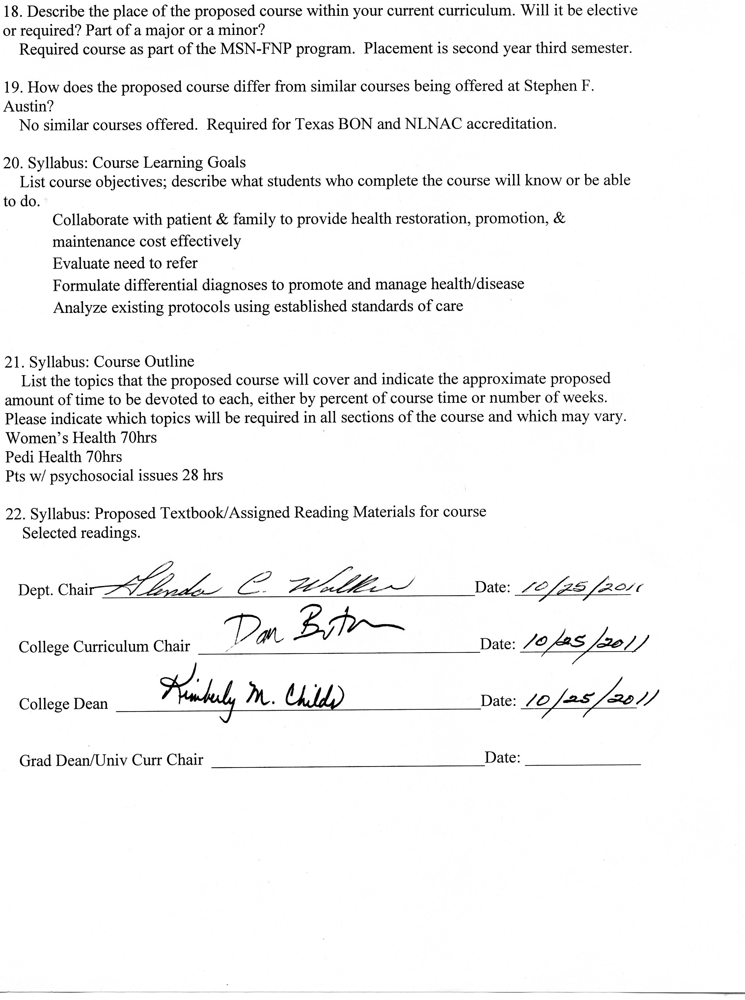 18. Describe the place of the proposed course within your current curriculum. Will it be elective
or required? Part of a major or a minor?
Required course as part of the MSN-FNP program.  Placement is second year third semester.
19. How does the proposed course differ from similar courses being offered at Stephen F.
Austin?
No similar courses offered.  Required for Texas BON and NLNAC accreditation.
20. Syllabus: Course Learning Goals
List course objectives; describe what students who complete the course will know or be able
to do.
Collaborate with patient & family to provide health restoration, promotion, &
maintenance cost effectively
Evaluate need to refer
Formulate differential diagnoses to promote and manage health/disease
Analyze existing protocols using established standards of care
21. Syllabus: Course Outline
List the topics that the proposed course will cover and indicate the approximate proposed
amount of time to be devoted to each, either by percent of course time or number of weeks.
Please indicate which topics will be required in all sections of the course and which may vary.
Women's Health 70hrs
Pedi Health 70hrs
Pts w/ psychosocial issues 28 hrs
22. Syllabus: Proposed Textbook/Assigned Reading Materials for course
Selected readings.
Dept. Chair Glenda C. Walker Date: 10/25/2011
College Curriculum Chair Dan Date: 10/25/2011
College Dean Kimberly M. Childs Date: 10/25/2011
Grad Dean/Univ Curr Chair Date: